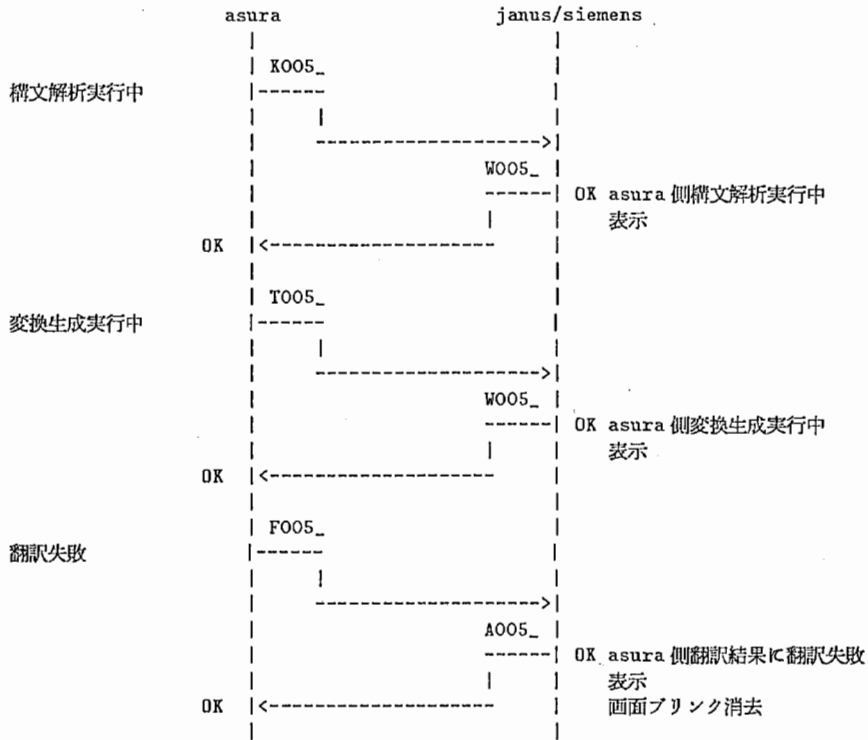 asura janus/siemens
K005_
構文解析実行中
W005_
OK asura 側構文解析実行中
表示
OK
T005_
変換生成実行中
W005_
OK asura 側変換生成実行中
表示
OK
F005_
翻訳失敗
A005_
OK asura 側翻訳結果に翻訳失敗
表示
OK 画面ブリンク消去